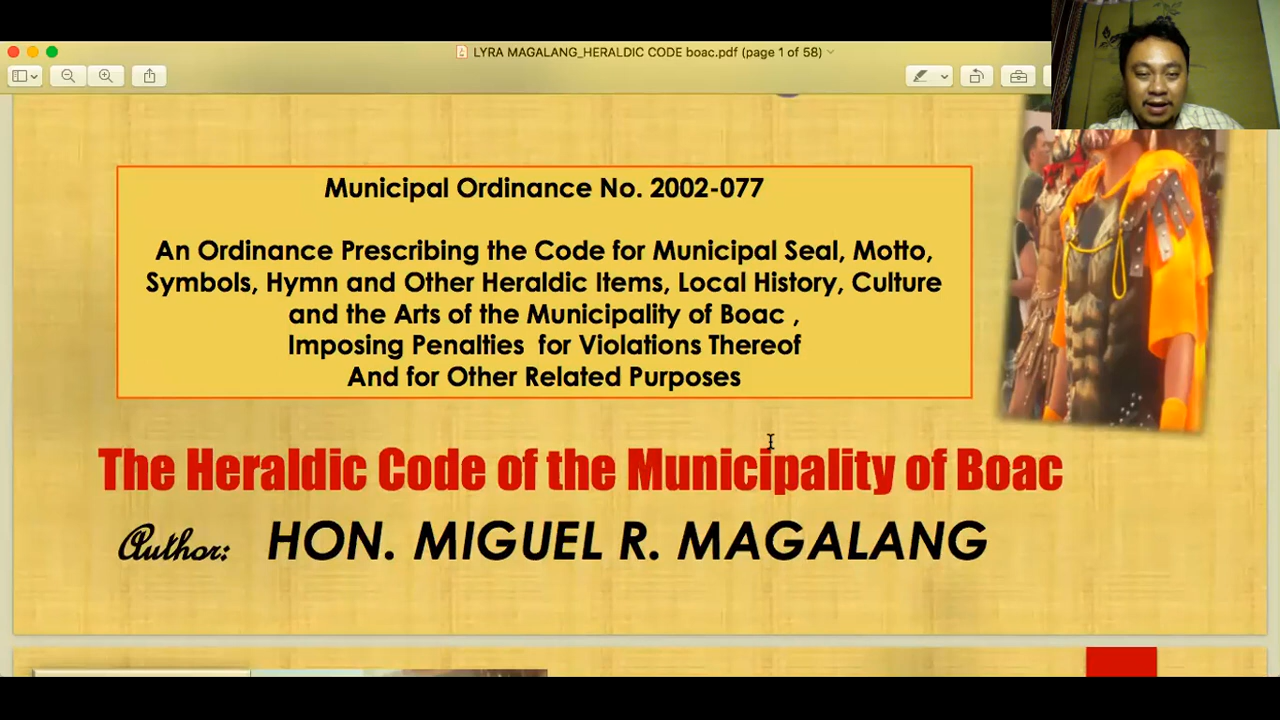 LYRA MAGALANG_HERALDIC CODE boac.pdf (page 1 of 58)
Municipal Ordinance No. 2002-077
An Ordinance Prescribing the Code for Municipal Seal, Motto,
Symbols, Hymn and Other Heraldic Items, Local History, Culture
and the Arts of the Municipality of Boac ,
Imposing Penalties for Violations Thereof
And for Other Related Purposes
The Heraldic Code of the Municipality of Boac
Author: HON. MIGUEL R. MAGALANG